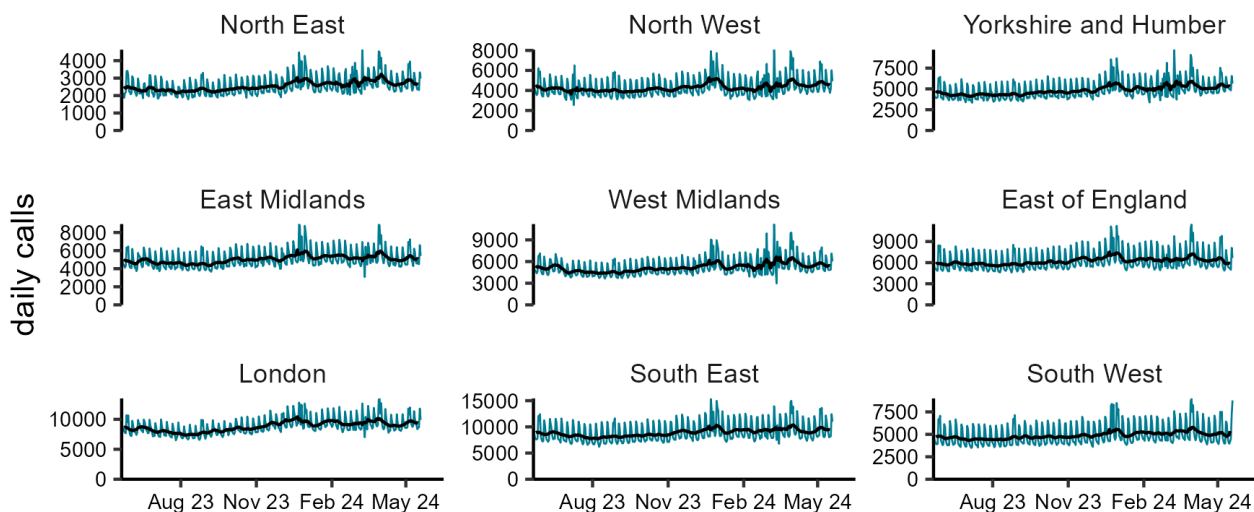 North East North West Yorkshire and Humber
4000 8000
3000 6000 7500
2000 4000 5000
1000 2000 2500
0 0 0
daily calls
East Midlands West Midlands East of England
8000 9000 9000
6000 6000 6000
4000 3000 3000
2000 0 0
0
London South East South West
10000 15000 7500
5000 10000 5000
0 5000 2500
0 0
Aug 23 Nov 23 Feb 24 May 24 Aug 23 Nov 23 Feb 24 May 24 Aug 23 Nov 23 Feb 24 May 24